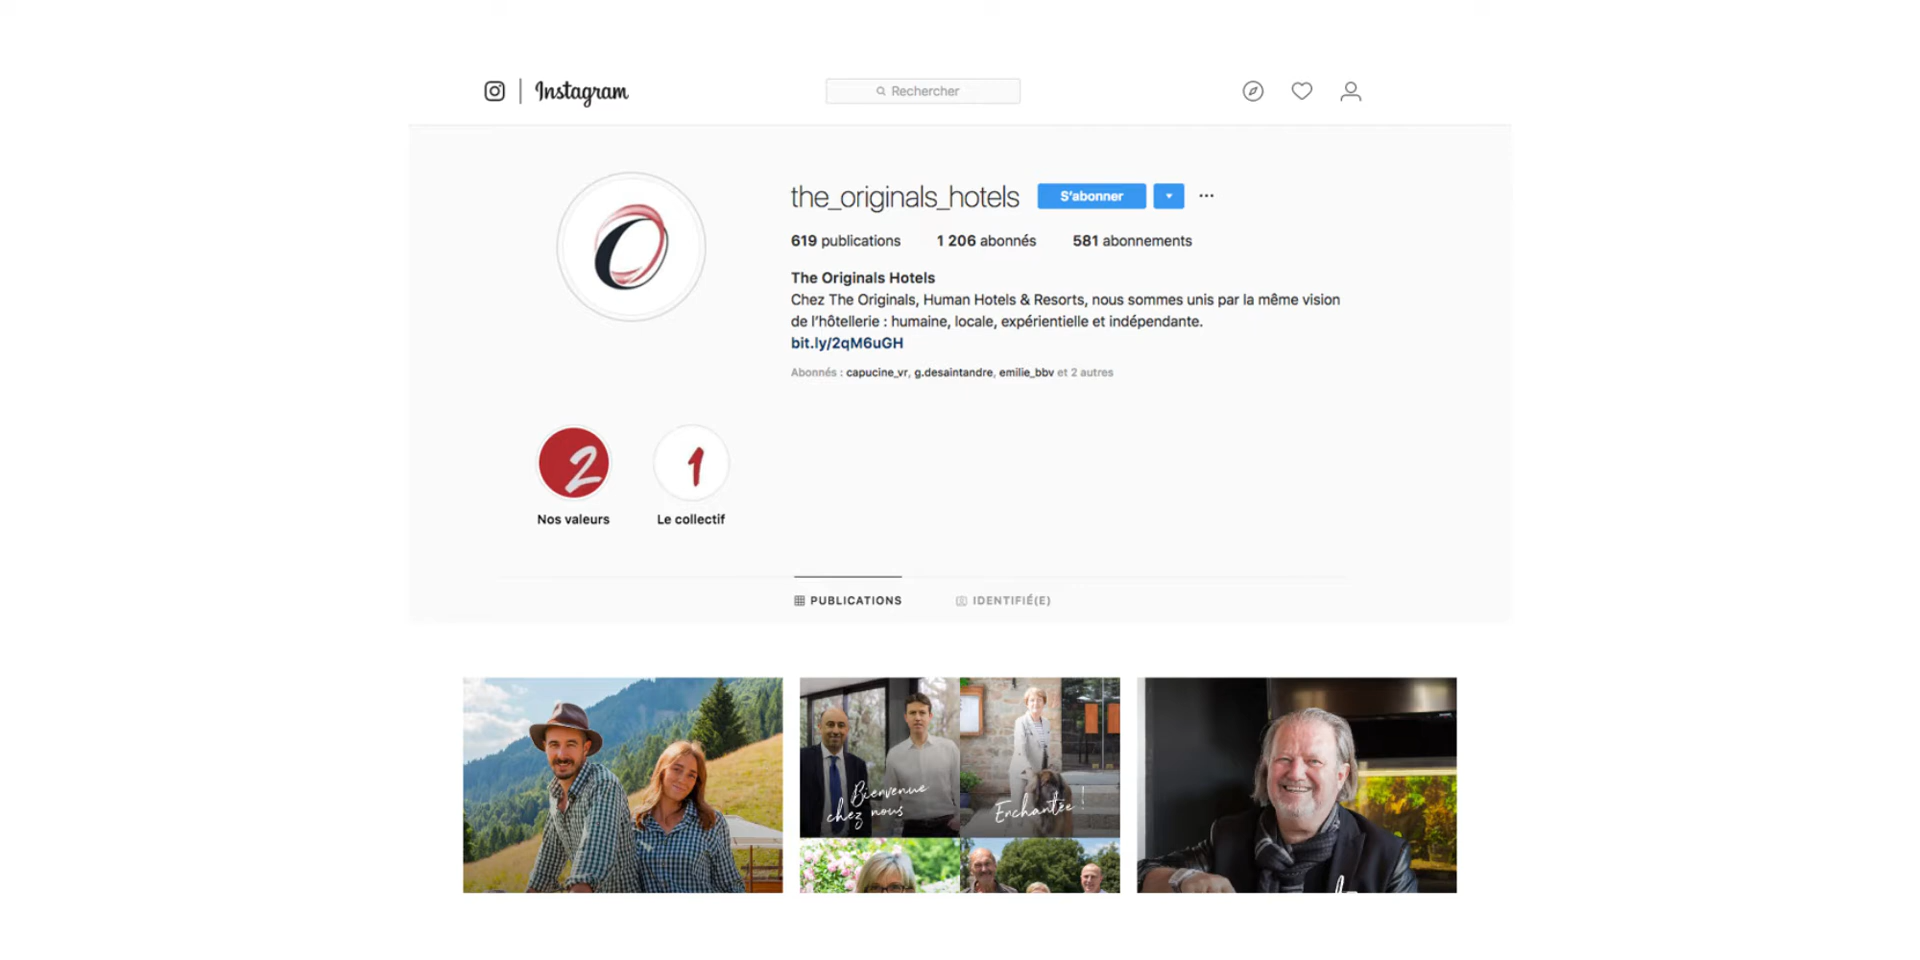 Instagram
Rechercher
the_originals_hotels S'abonner
619 publications 1 206 abonnés 581 abonnements
The Originals Hotels
Chez The Originals, Human Hotels & Resorts, nous sommes unis par la même vision
de l'hôtellerie : humaine, locale, expérientielle et indépendante.
bit.ly/2qM6uGH
Abonnés : capucine_vr, g.desaintandre, emilie_bbv et 2 autres
2 1
Nos valeurs Le collectif
PUBLICATIONS IDENTIFIÉ(E)
Bienvenue
chez nous
Enchantée !